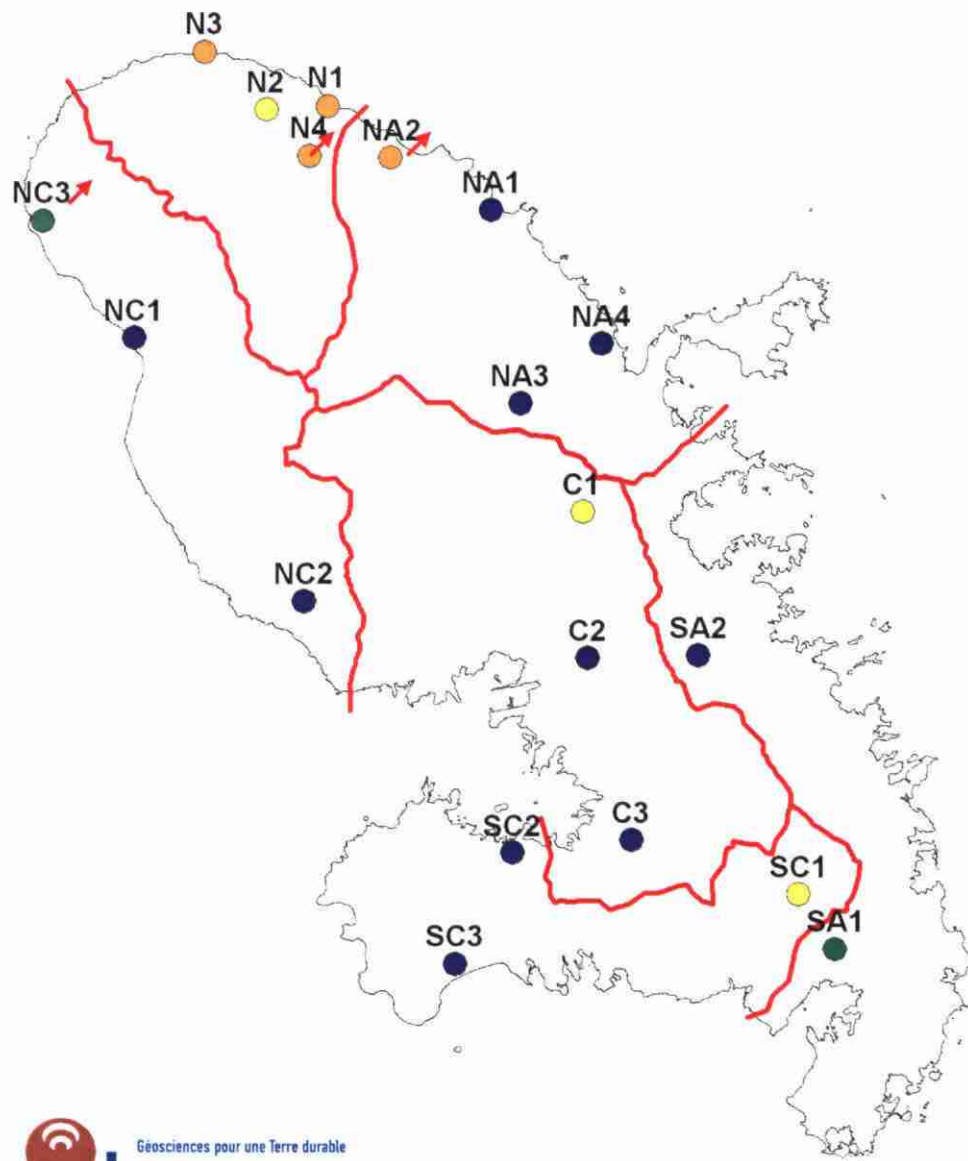 N3
N2
N1
N4
NA2
NC3
NA1
NC1
NA4
NA3
C1
NC2
C2
SA2
C3
SC2
SC1
SA1
SC3
Géosciences pour une Terre durable